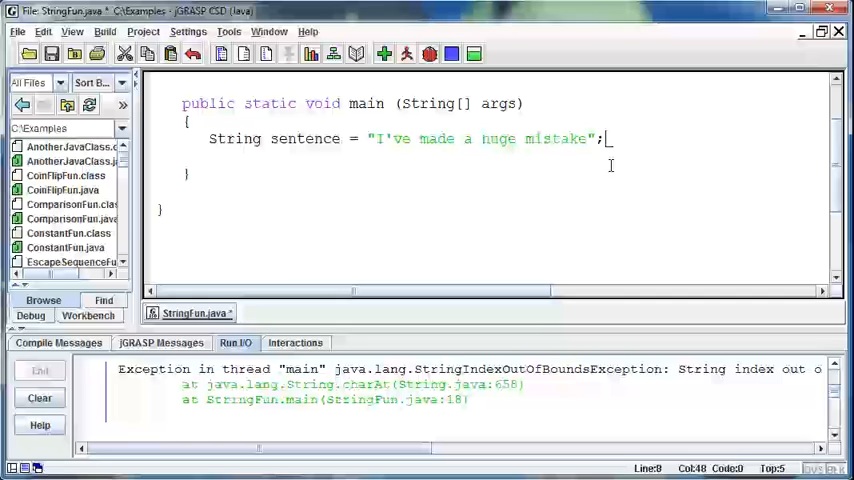 File: StringFun.java * C:\Examples - jGRASP CSD (Java)
File Edit View Build Project Settings Tools Window Help
All Files Sort B...
C:\Examples
AnotherJavaClass.c
AnotherJavaClass.j
CoinFlipFun.class
CoinFlipFun.java
ComparisonFun.clas
ComparisonFun.java
ConstantFun.class
ConstantFun.java
EscapeSequenceFu
Browse Find
Debug Workbench
public static void main (String[] args)
{
String sentence = "I've made a huge mistake";
}
}
StringFun.java *
Compile Messages jGRASP Messages Run I/O Interactions
End
Clear
Help
Exception in thread "main" java.lang.StringIndexOutOfBoundsException: String index out o
at java.lang.String.charAt(String.java:658)
at StringFun.main(StringFun.java:18)
Line:8 Col:48 Code:0 Top:5 OVS BLK